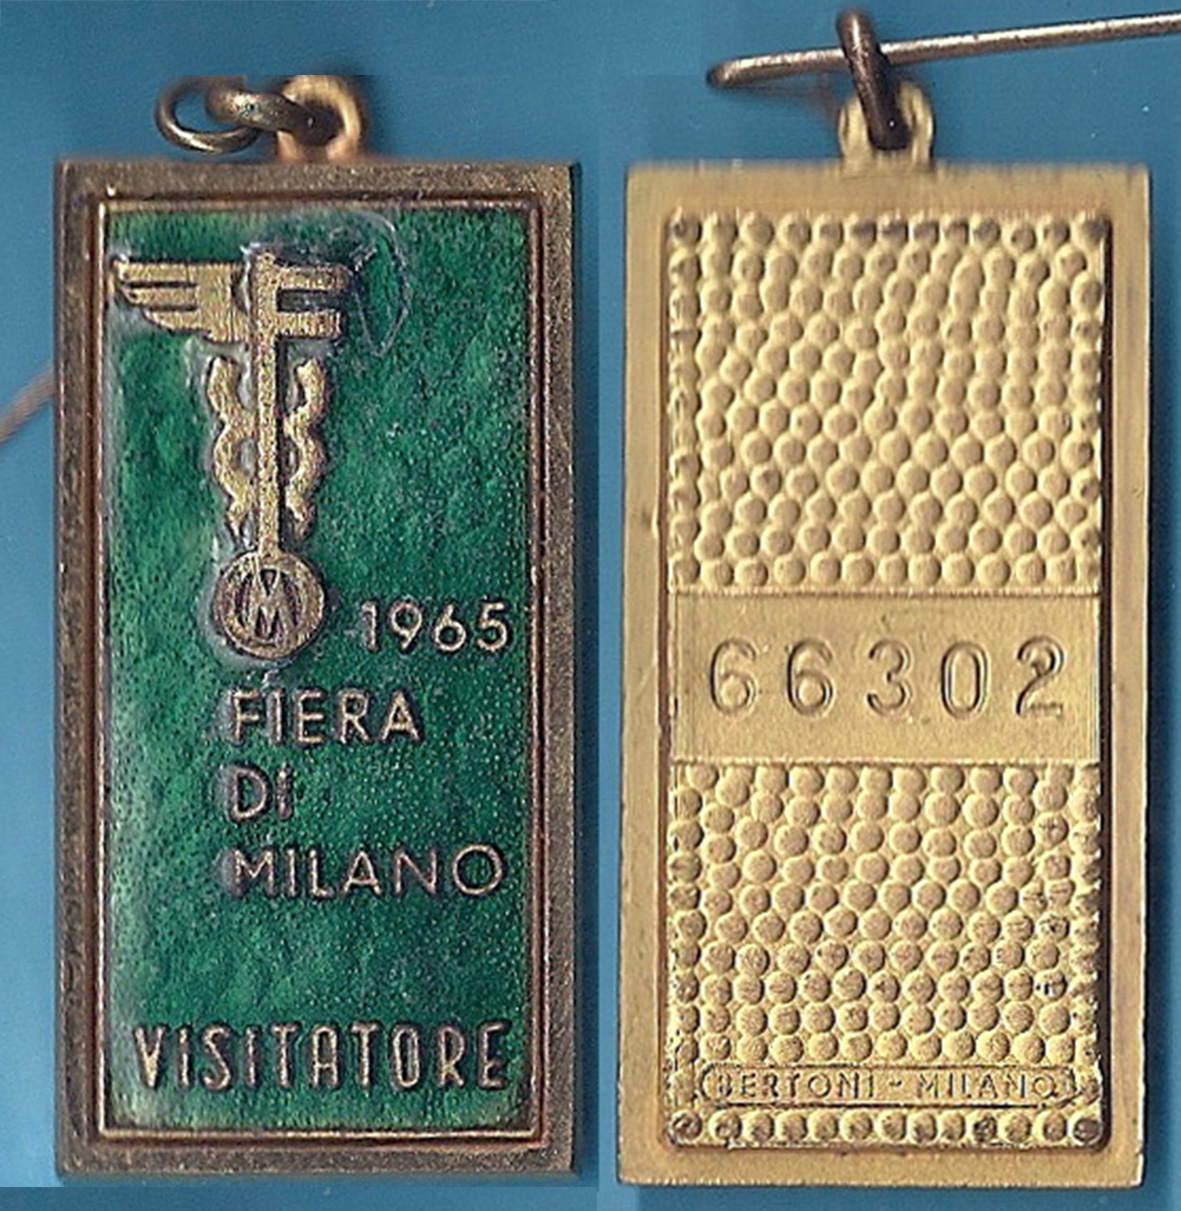 1965
FIERA
DI
MILANO
VISITATORE
66302
BERTONI - MILANO